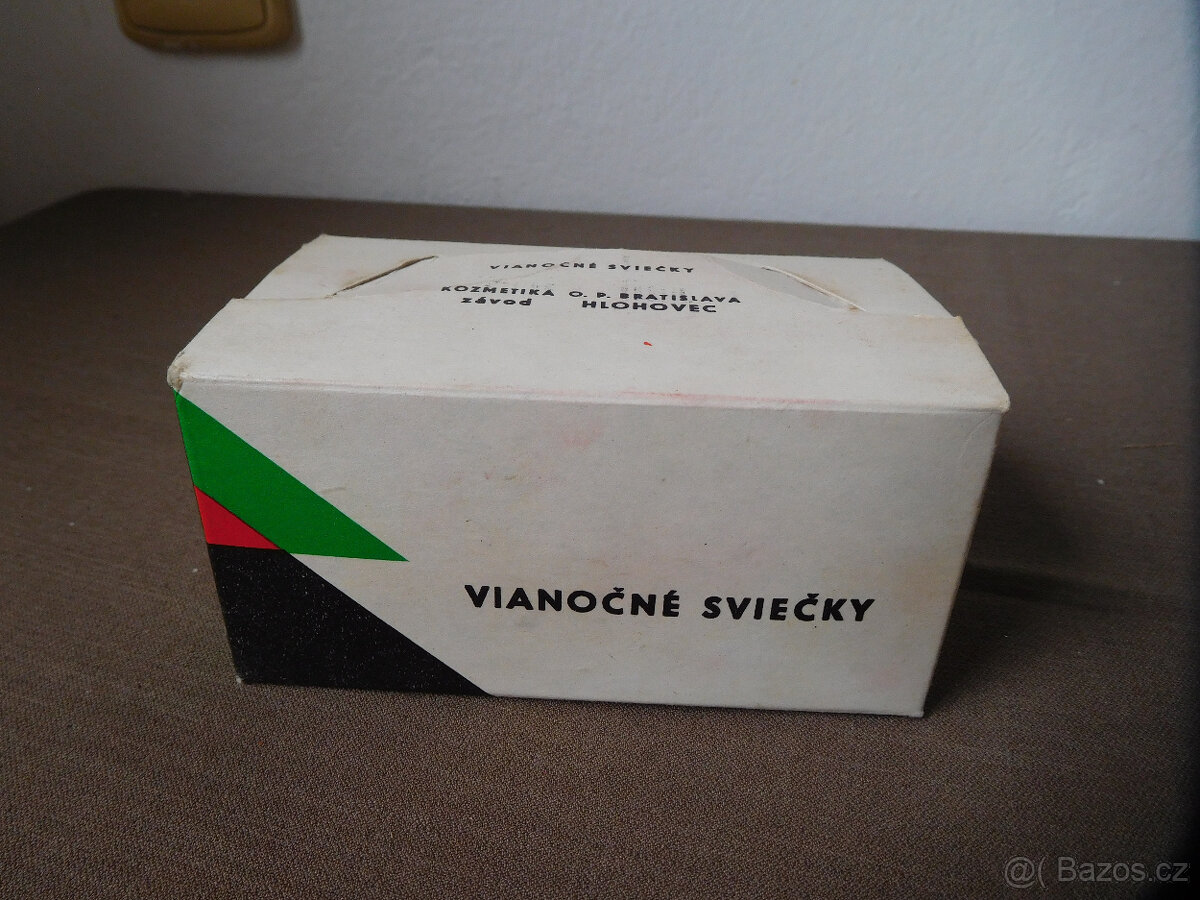 VIANOČNÉ SVIEČKY
KOZMETIKA O. P. BRATISLAVA
závod HLOHOVEC
VIANOČNÉ SVIEČKY
@( Bazos.cz